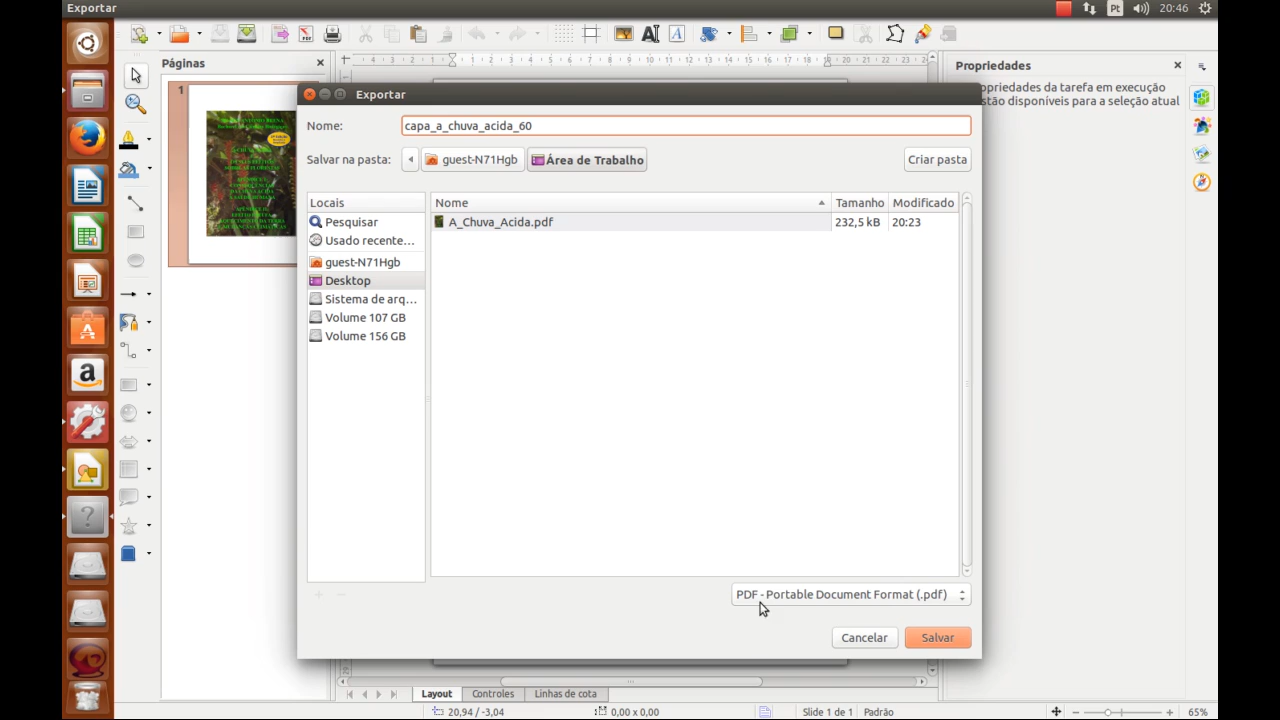 Exportar
Pt
20:46
Páginas
Propriedades
opriedades da tarefa em execução
stão disponíveis para a seleção atual
1
Exportar
Nome:
capa_a_chuva_acida_60
Salvar na pasta:
guest-N71Hgb
Área de Trabalho
Criar pasta
Locais
Nome
Tamanho
Modificado
Pesquisar
A_Chuva_Acida.pdf
232,5 kB
20:23
Usado recente...
guest-N71Hgb
Desktop
Sistema de arq...
Volume 107 GB
Volume 156 GB
PDF - Portable Document Format (.pdf)
Cancelar
Salvar
Layout
Controles
Linhas de cota
20,94 / -3,04
0,00 x 0,00
Slide 1 de 1
Padrão
65%